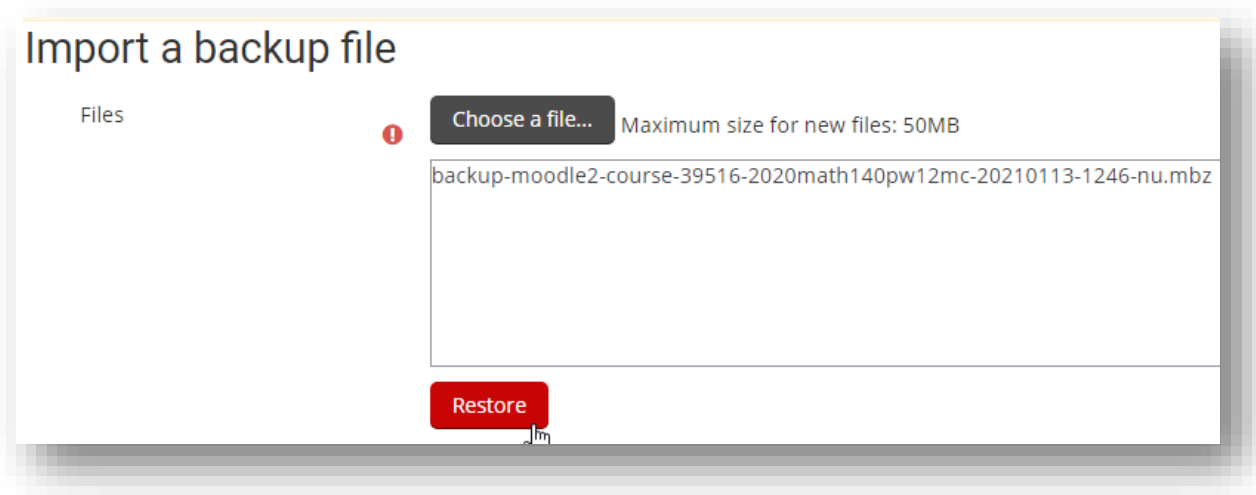 Import a backup file
Files
Choose a file... Maximum size for new files: 50MB
backup-moodle2-course-39516-2020math140pw12mc-20210113-1246-nu.mbz
Restore